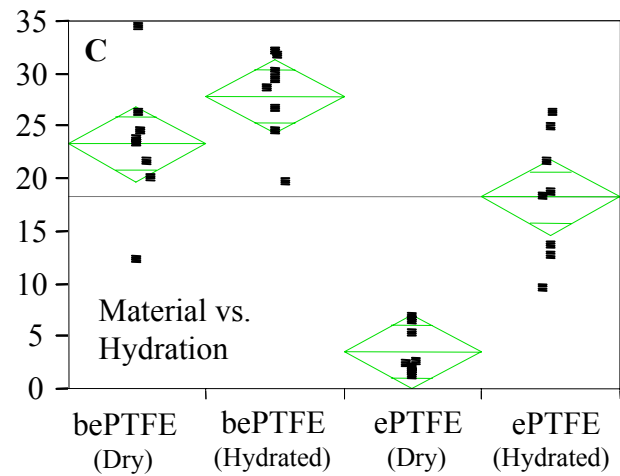 C
35
30
25
20
15
10
5
0
Material vs.
Hydration
bePTFE bePTFE ePTFE ePTFE
(Dry) (Hydrated) (Dry) (Hydrated)